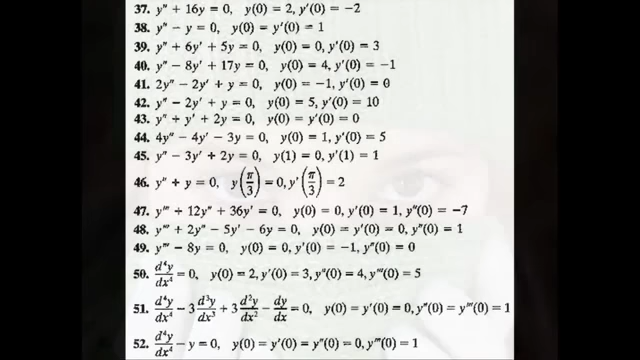 37. y″ + 16y = 0, y(0) = 2, y′(0) = −2
38. y″ − y = 0, y(0) = y′(0) = 1
39. y″ + 6y′ + 5y = 0, y(0) = 0, y′(0) = 3
40. y″ − 8y′ + 17y = 0, y(0) = 4, y′(0) = −1
41. 2y″ − 2y′ + y = 0, y(0) = −1, y′(0) = 0
42. y″ − 2y′ + y = 0, y(0) = 5, y′(0) = 10
43. y″ + y′ + 2y = 0, y(0) = y′(0) = 0
44. 4y″ − 4y′ − 3y = 0, y(0) = 1, y′(0) = 5
45. y″ − 3y′ + 2y = 0, y(1) = 0, y′(1) = 1
46. y″ + y = 0, y(π/3) = 0, y′(π/3) = 2
47. y‴ + 12y″ + 36y′ = 0, y(0) = 0, y′(0) = 1, y″(0) = −7
48. y‴ + 2y″ − 5y′ − 6y = 0, y(0) = y′(0) = 0, y″(0) = 1
49. y‴ − 8y = 0, y(0) = 0, y′(0) = −1, y″(0) = 0
50. d⁴y/dx⁴ = 0, y(0) = 2, y′(0) = 3, y″(0) = 4, y‴(0) = 5
51. d⁴y/dx⁴ − 3 d³y/dx³ + 3 d²y/dx² − dy/dx = 0, y(0) = y′(0) = 0, y″(0) = y‴(0) = 1
52. d⁴y/dx⁴ − y = 0, y(0) = y′(0) = y″(0) = 0, y‴(0) = 1